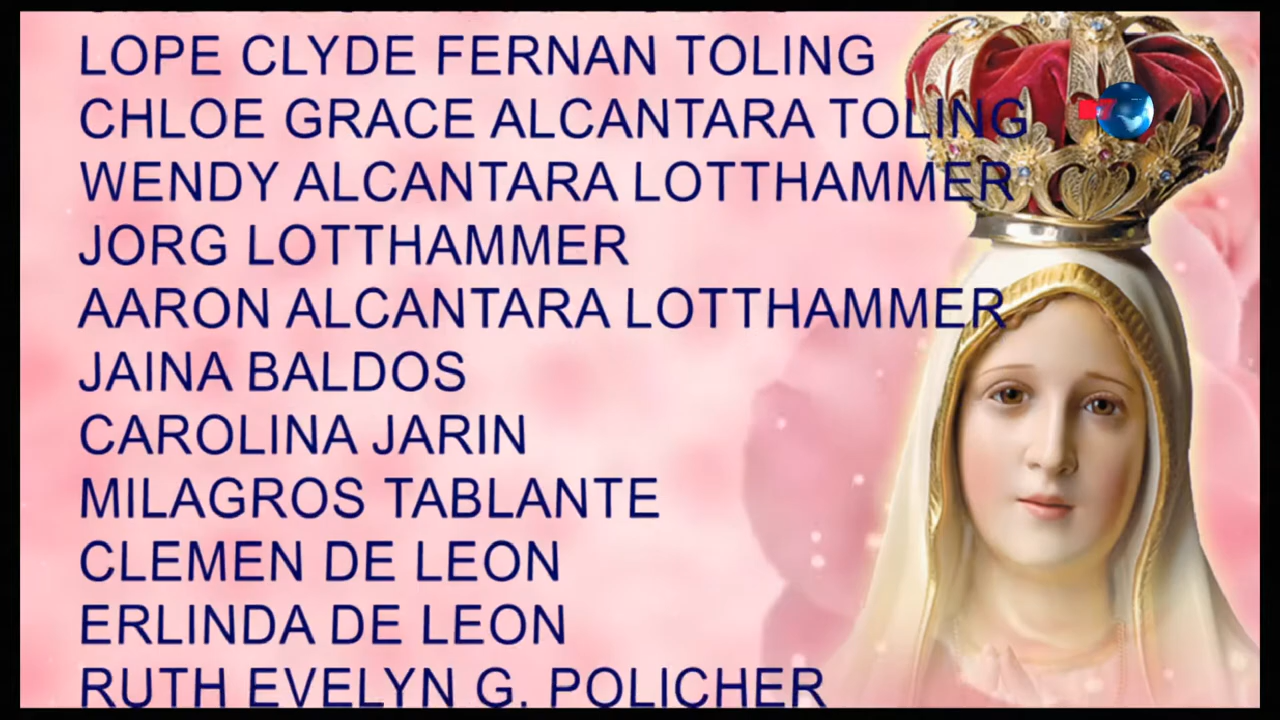 LOPE CLYDE FERNAN TOLING
CHLOE GRACE ALCANTARA TOLING
WENDY ALCANTARA LOTTHAMMER
JORG LOTTHAMMER
AARON ALCANTARA LOTTHAMMER
JAINA BALDOS
CAROLINA JARIN
MILAGROS TABLANTE
CLEMEN DE LEON
ERLINDA DE LEON
RUTH EVELYN G. POLICHER